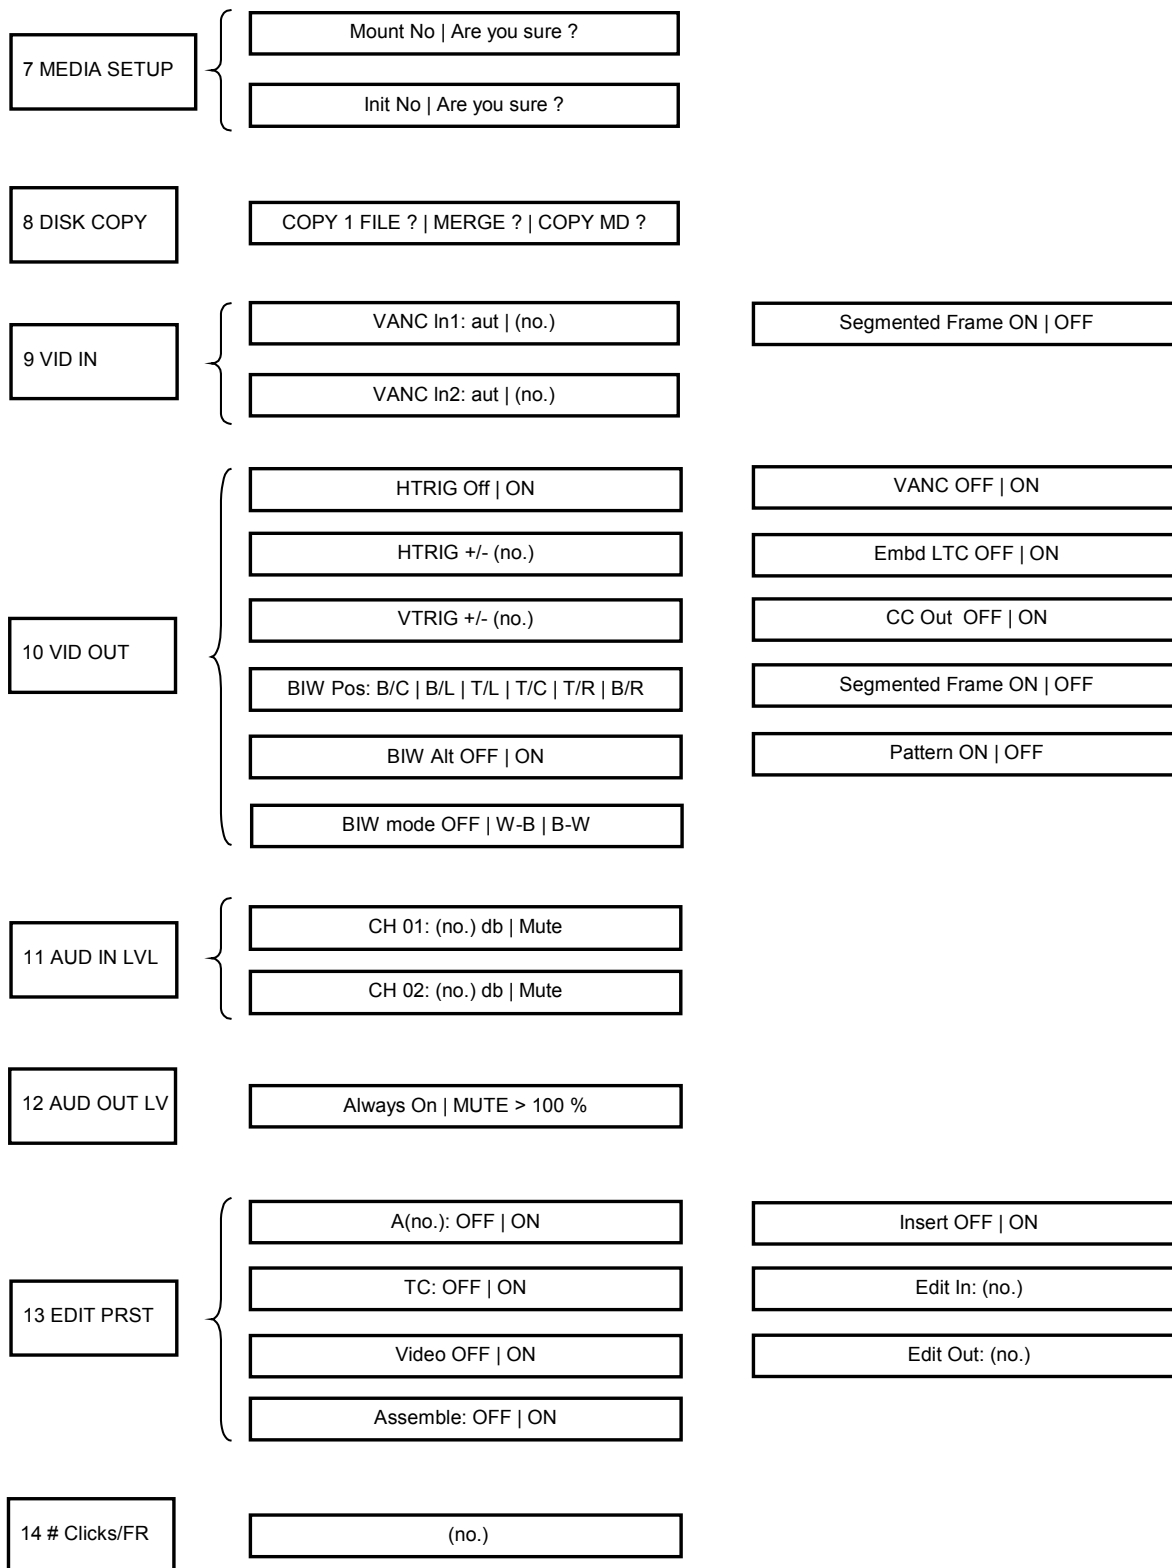 7 MEDIA SETUP
Mount No | Are you sure ?
Init No | Are you sure ?
8 DISK COPY
COPY 1 FILE ? | MERGE ? | COPY MD ?
9 VID IN
VANC In1: aut | (no.)
Segmented Frame ON | OFF
VANC In2: aut | (no.)
10 VID OUT
HTRIG Off | ON
VANC OFF | ON
HTRIG +/- (no.)
Embd LTC OFF | ON
VTRIG +/- (no.)
CC Out  OFF | ON
BIW Pos: B/C | B/L | T/L | T/C | T/R | B/R
Segmented Frame ON | OFF
BIW Alt OFF | ON
Pattern ON | OFF
BIW mode OFF | W-B | B-W
11 AUD IN LVL
CH 01: (no.) db | Mute
CH 02: (no.) db | Mute
12 AUD OUT LV
Always On | MUTE > 100 %
13 EDIT PRST
A(no.): OFF | ON
Insert OFF | ON
TC: OFF | ON
Edit In: (no.)
Video OFF | ON
Edit Out: (no.)
Assemble: OFF | ON
14 # Clicks/FR
(no.)